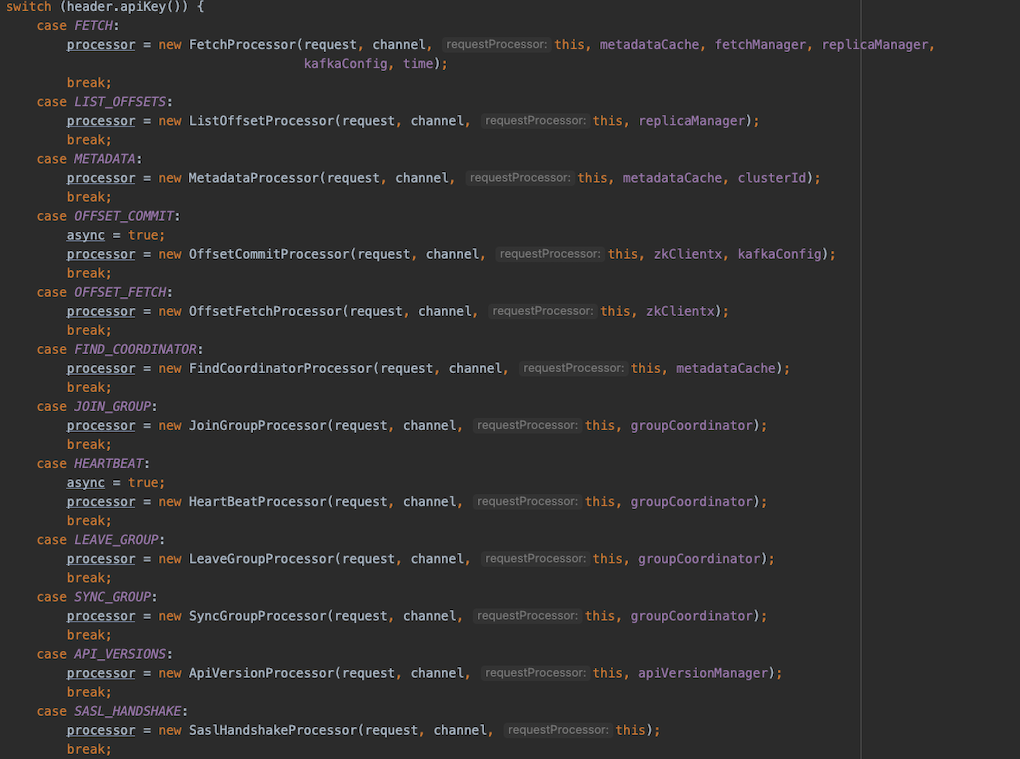 switch (header.apiKey()) {
    case FETCH:
        processor = new FetchProcessor(request, channel, requestProcessor: this, metadataCache, fetchManager, replicaManager,
                                       kafkaConfig, time);
        break;
    case LIST_OFFSETS:
        processor = new ListOffsetProcessor(request, channel, requestProcessor: this, replicaManager);
        break;
    case METADATA:
        processor = new MetadataProcessor(request, channel, requestProcessor: this, metadataCache, clusterId);
        break;
    case OFFSET_COMMIT:
        async = true;
        processor = new OffsetCommitProcessor(request, channel, requestProcessor: this, zkClientx, kafkaConfig);
        break;
    case OFFSET_FETCH:
        processor = new OffsetFetchProcessor(request, channel, requestProcessor: this, zkClientx);
        break;
    case FIND_COORDINATOR:
        processor = new FindCoordinatorProcessor(request, channel, requestProcessor: this, metadataCache);
        break;
    case JOIN_GROUP:
        processor = new JoinGroupProcessor(request, channel, requestProcessor: this, groupCoordinator);
        break;
    case HEARTBEAT:
        async = true;
        processor = new HeartBeatProcessor(request, channel, requestProcessor: this, groupCoordinator);
        break;
    case LEAVE_GROUP:
        processor = new LeaveGroupProcessor(request, channel, requestProcessor: this, groupCoordinator);
        break;
    case SYNC_GROUP:
        processor = new SyncGroupProcessor(request, channel, requestProcessor: this, groupCoordinator);
        break;
    case API_VERSIONS:
        processor = new ApiVersionProcessor(request, channel, requestProcessor: this, apiVersionManager);
        break;
    case SASL_HANDSHAKE:
        processor = new SaslHandshakeProcessor(request, channel, requestProcessor: this);
        break;